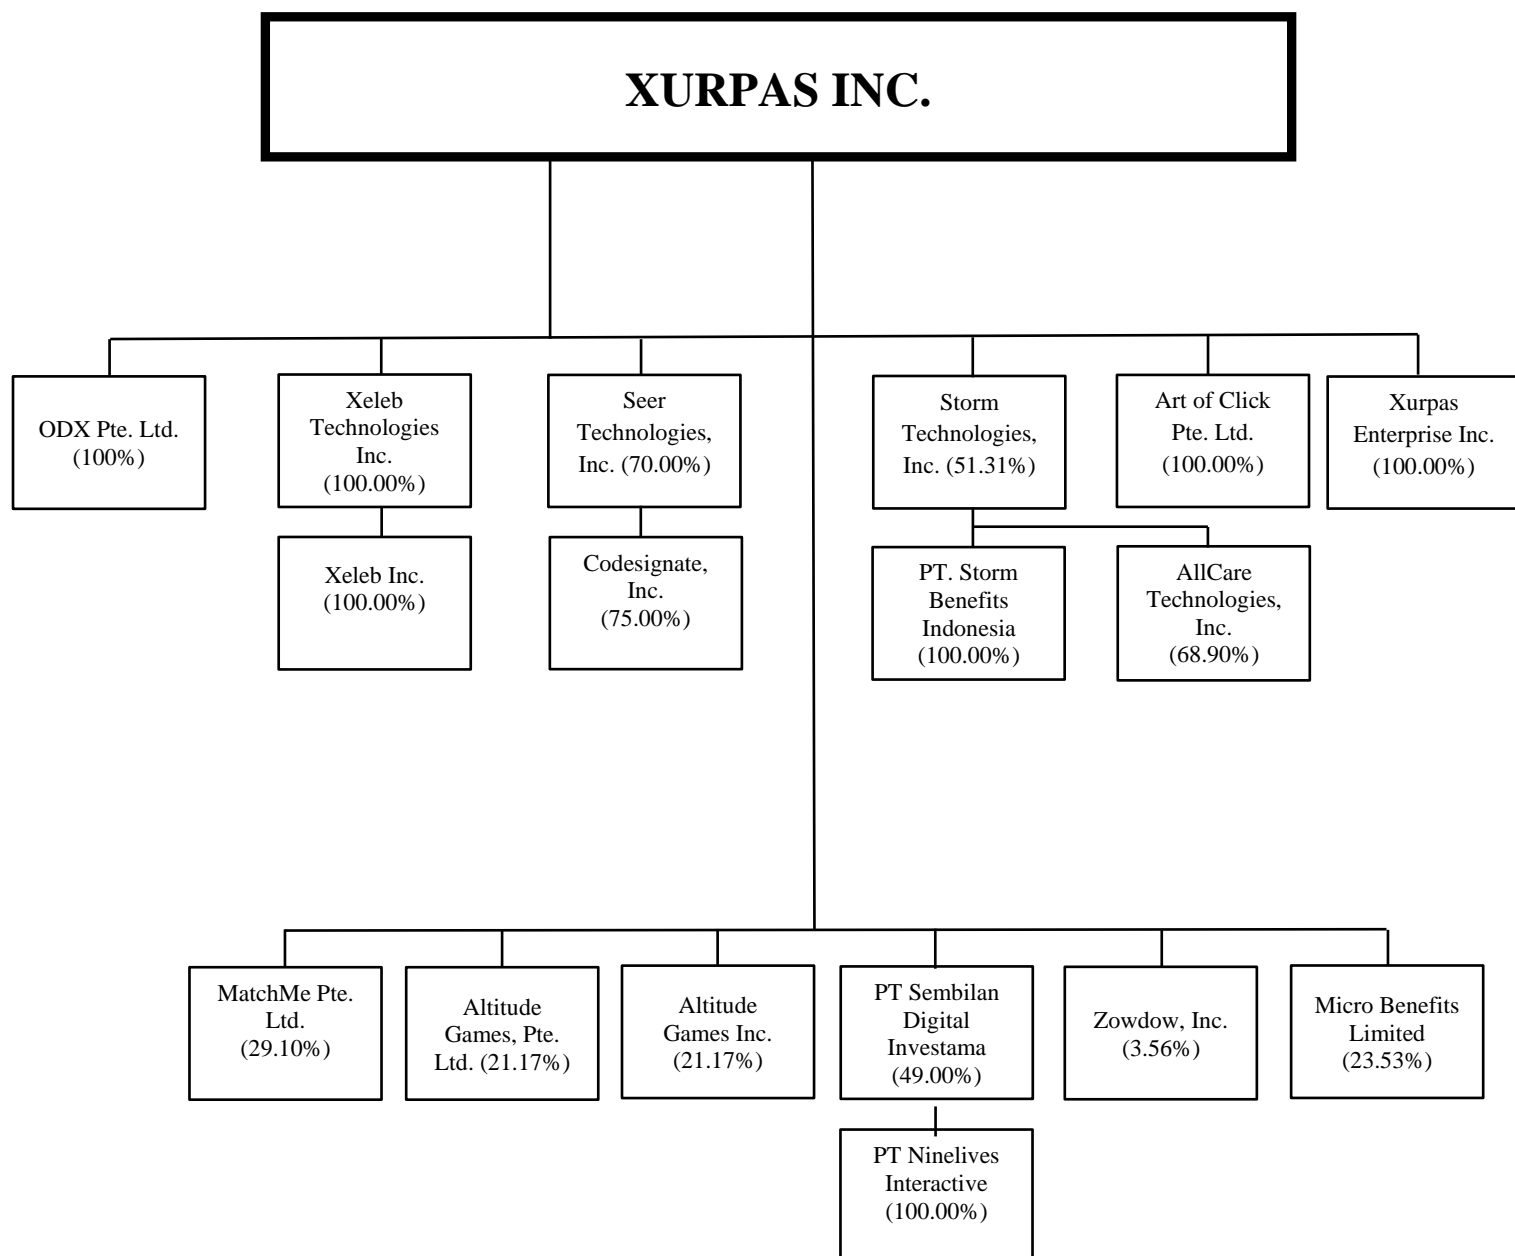 XURPAS INC.
ODX Pte. Ltd.
(100%)
Xeleb
Technologies
Inc.
(100.00%)
Seer
Technologies,
Inc. (70.00%)
Storm
Technologies,
Inc. (51.31%)
Art of Click
Pte. Ltd.
(100.00%)
Xurpas
Enterprise Inc.
(100.00%)
Xeleb Inc.
(100.00%)
Codesignate,
Inc.
(75.00%)
PT. Storm
Benefits
Indonesia
(100.00%)
AllCare
Technologies,
Inc.
(68.90%)
MatchMe Pte.
Ltd.
(29.10%)
Altitude
Games, Pte.
Ltd. (21.17%)
Altitude
Games Inc.
(21.17%)
PT Sembilan
Digital
Investama
(49.00%)
Zowdow, Inc.
(3.56%)
Micro Benefits
Limited
(23.53%)
PT Ninelives
Interactive
(100.00%)